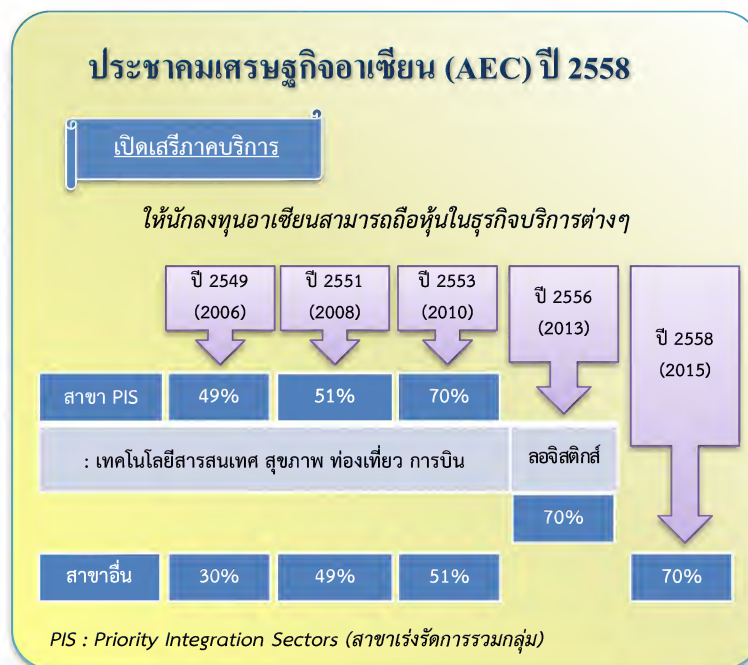 ประชาคมเศรษฐกิจอาเซียน (AEC) ปี 2558
เปิดเสรีภาคบริการ
ให้นักลงทุนอาเซียนสามารถถือหุ้นในธุรกิจบริการต่างๆ
ปี 2549
(2006)
ปี 2551
(2008)
ปี 2553
(2010)
ปี 2556
(2013)
ปี 2558
(2015)
สาขา PIS 49% 51% 70%
: เทคโนโลยีสารสนเทศ สุขภาพ ท่องเที่ยว การบิน ลอจิสติกส์
70%
สาขาอื่น 30% 49% 51% 70%
PIS : Priority Integration Sectors (สาขาเร่งรัดการรวมกลุ่ม)